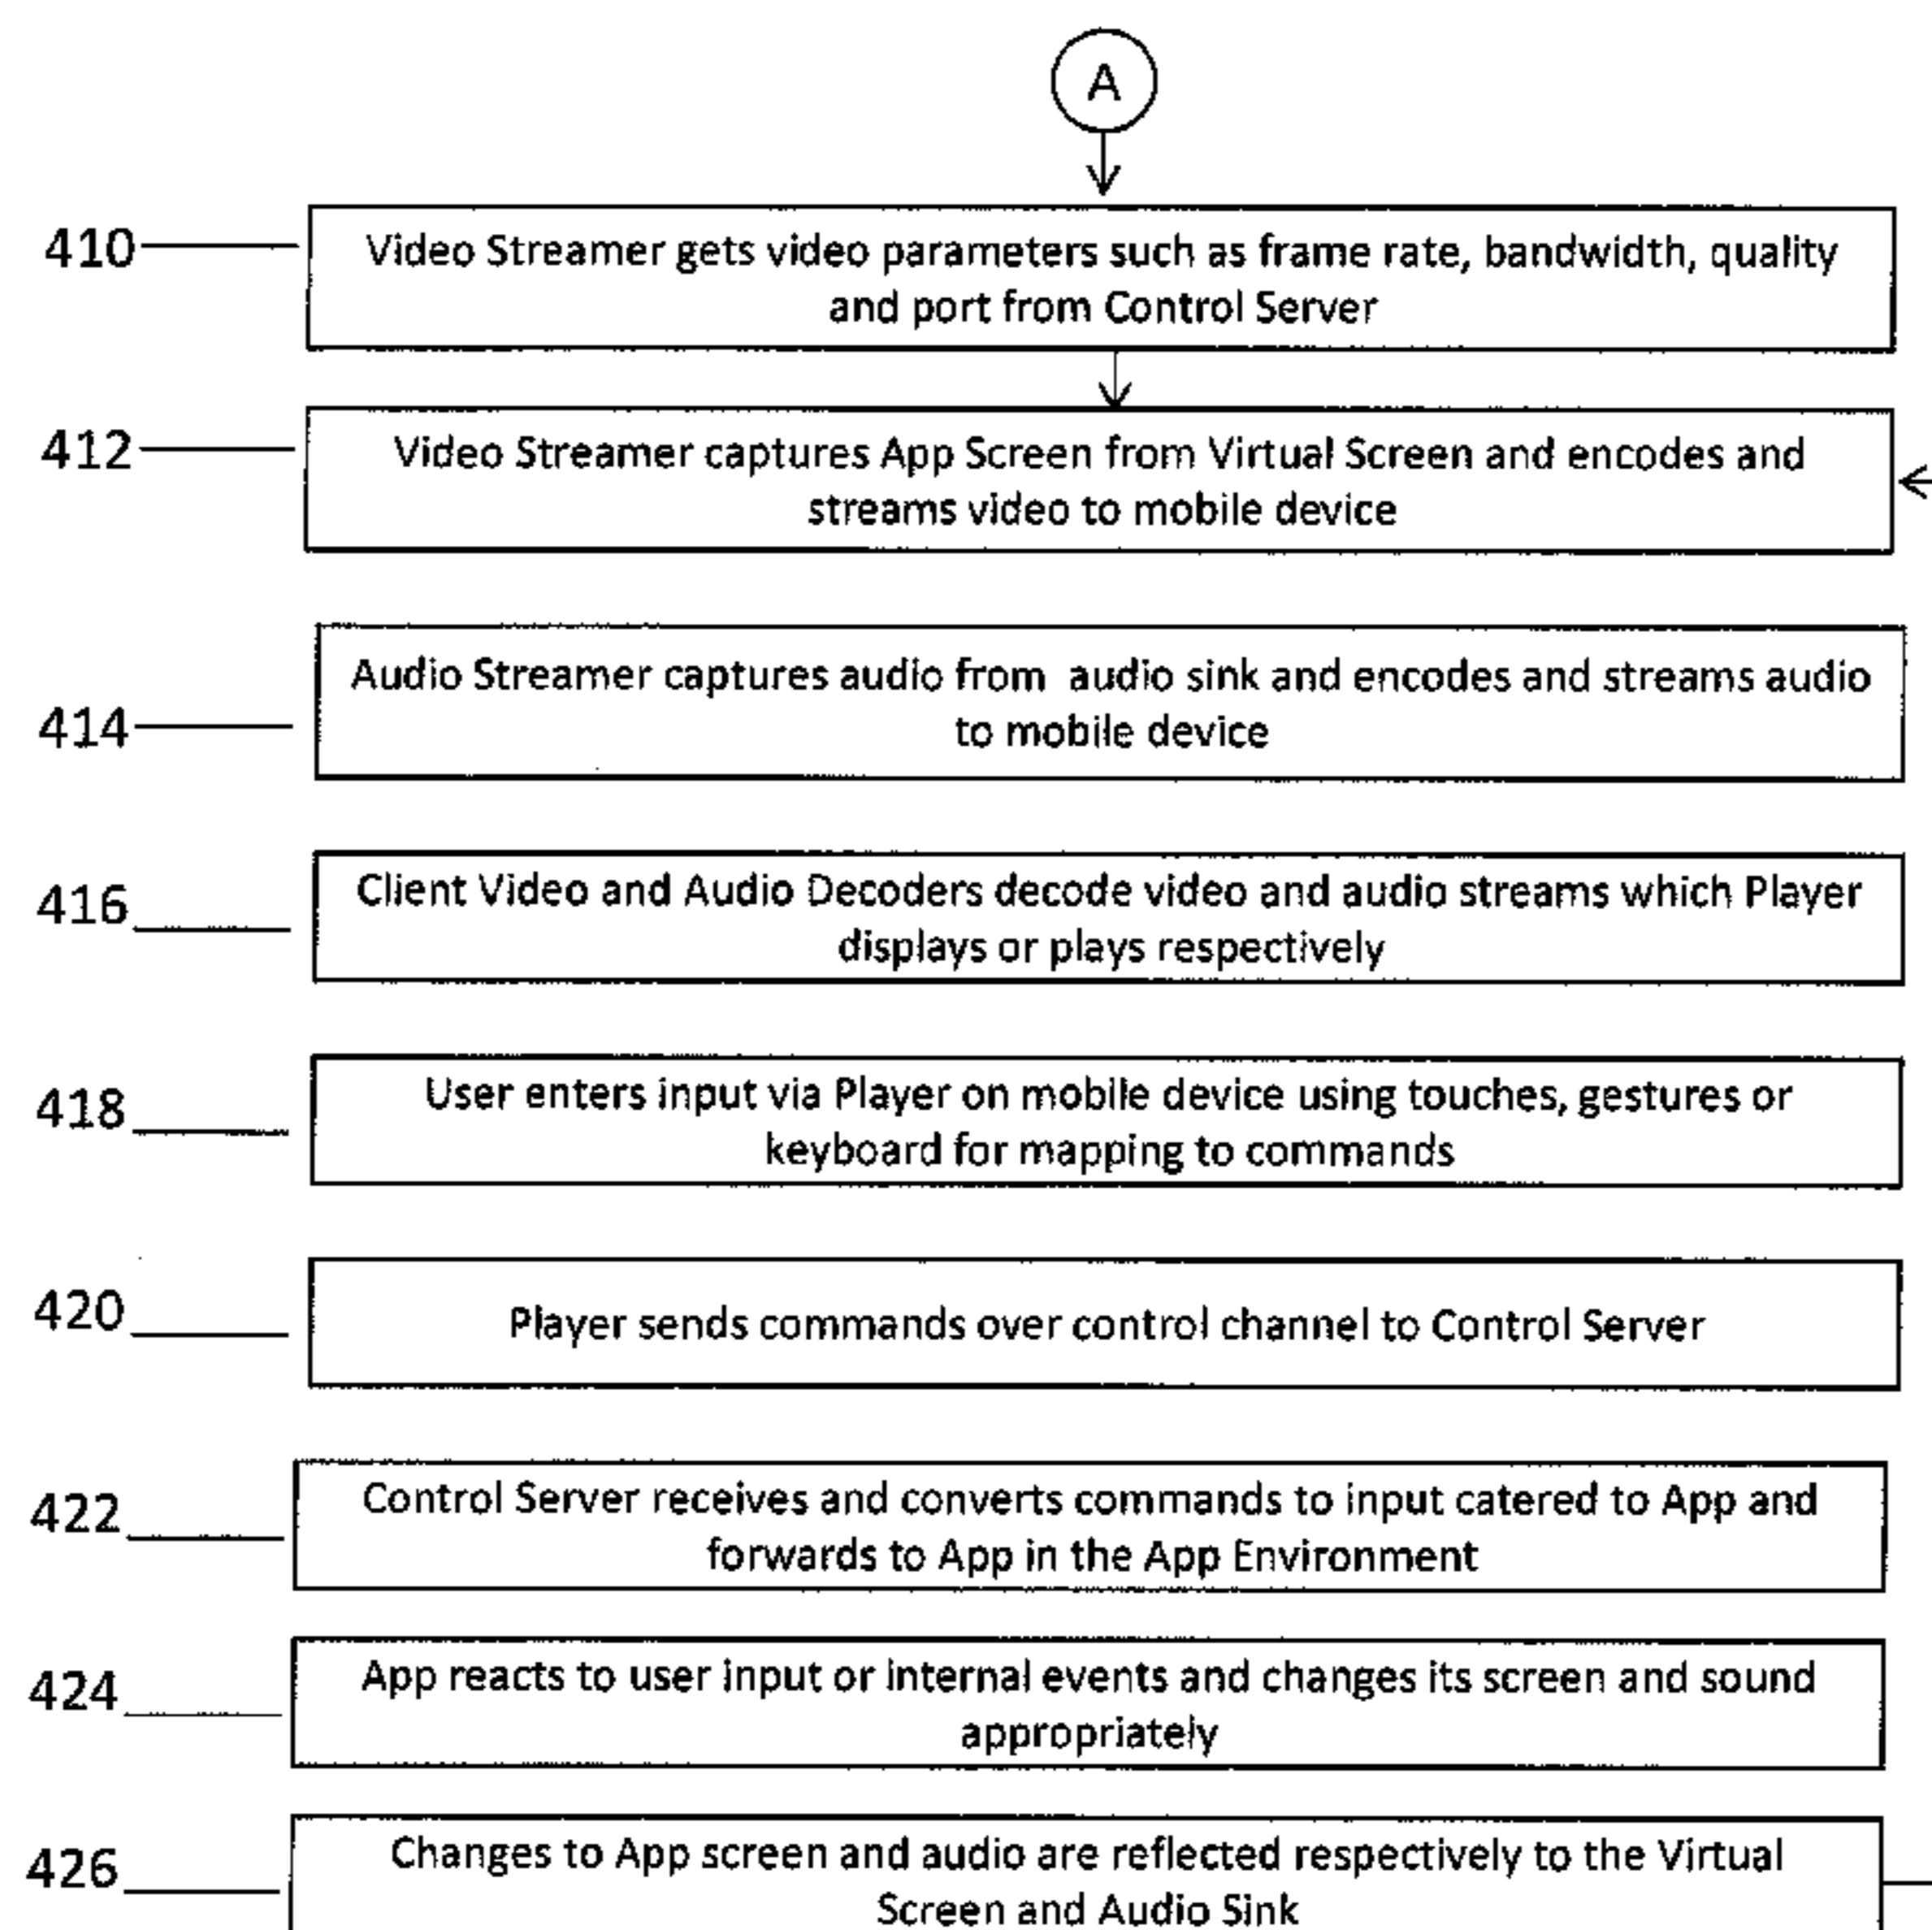 A
410
Video Streamer gets video parameters such as frame rate, bandwidth, quality
and port from Control Server
412
Video Streamer captures App Screen from Virtual Screen and encodes and
streams video to mobile device
414
Audio Streamer captures audio from audio sink and encodes and streams audio
to mobile device
416
Client Video and Audio Decoders decode video and audio streams which Player
displays or plays respectively
418
User enters input via Player on mobile device using touches, gestures or
keyboard for mapping to commands
420
Player sends commands over control channel to Control Server
422
Control Server receives and converts commands to input catered to App and
forwards to App in the App Environment
424
App reacts to user input or internal events and changes its screen and sound
appropriately
426
Changes to App screen and audio are reflected respectively to the Virtual
Screen and Audio Sink